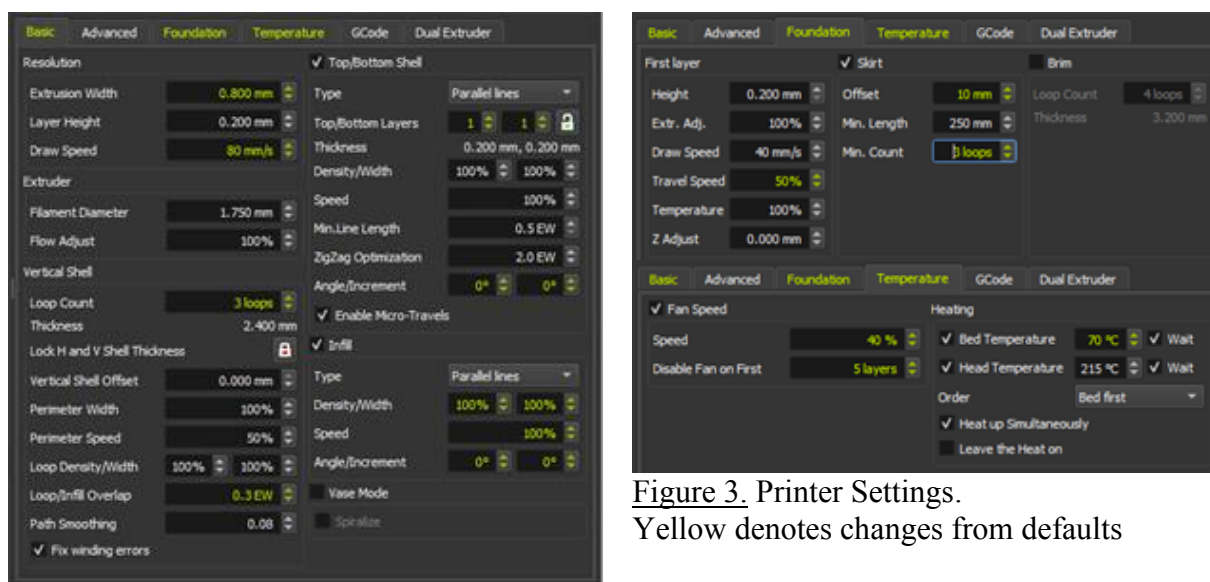 Basic Advanced Foundation Temperature GCode Dual Extruder
Resolution
Extrusion Width 0.800 mm
Layer Height 0.200 mm
Draw Speed 80 mm/s
Extruder
Filament Diameter 1.750 mm
Flow Adjust 100%
Vertical Shell
Loop Count 3 loops
Thickness 2.400 mm
Lock H and V Shell Thickness
Vertical Shell Offset 0.000 mm
Perimeter Width 100%
Perimeter Speed 50%
Loop Density/Width 100% 100%
Loop/Infill Overlap 0.3 EW
Path Smoothing 0.08
Fix winding errors
Top/Bottom Shell
Type Parallel lines
Top/Bottom Layers 1 1
Thickness 0.200 mm, 0.200 mm
Density/Width 100% 100%
Speed 100%
Min.Line Length 0.5 EW
ZigZag Optimization 2.0 EW
Angle/Increment 0° 0°
Enable Micro-Travels
Infill
Type Parallel lines
Density/Width 100% 100%
Speed 100%
Angle/Increment 0° 0°
Vase Mode
Spiralize
Basic Advanced Foundation Temperature GCode Dual Extruder
First layer
Height 0.200 mm
Extr. Adj. 100%
Draw Speed 40 mm/s
Travel Speed 50%
Temperature 100%
Z Adjust 0.000 mm
Skirt
Offset 10 mm
Min. Length 250 mm
Min. Count 3 loops
Brim
Loop Count 4 loops
Thickness 3.200 mm
Basic Advanced Foundation Temperature GCode Dual Extruder
Fan Speed
Speed 40 %
Disable Fan on First 5 layers
Heating
Bed Temperature 70 °C Wait
Head Temperature 215 °C Wait
Order Bed first
Heat up Simultaneously
Leave the Heat on
Figure 3. Printer Settings.
Yellow denotes changes from defaults